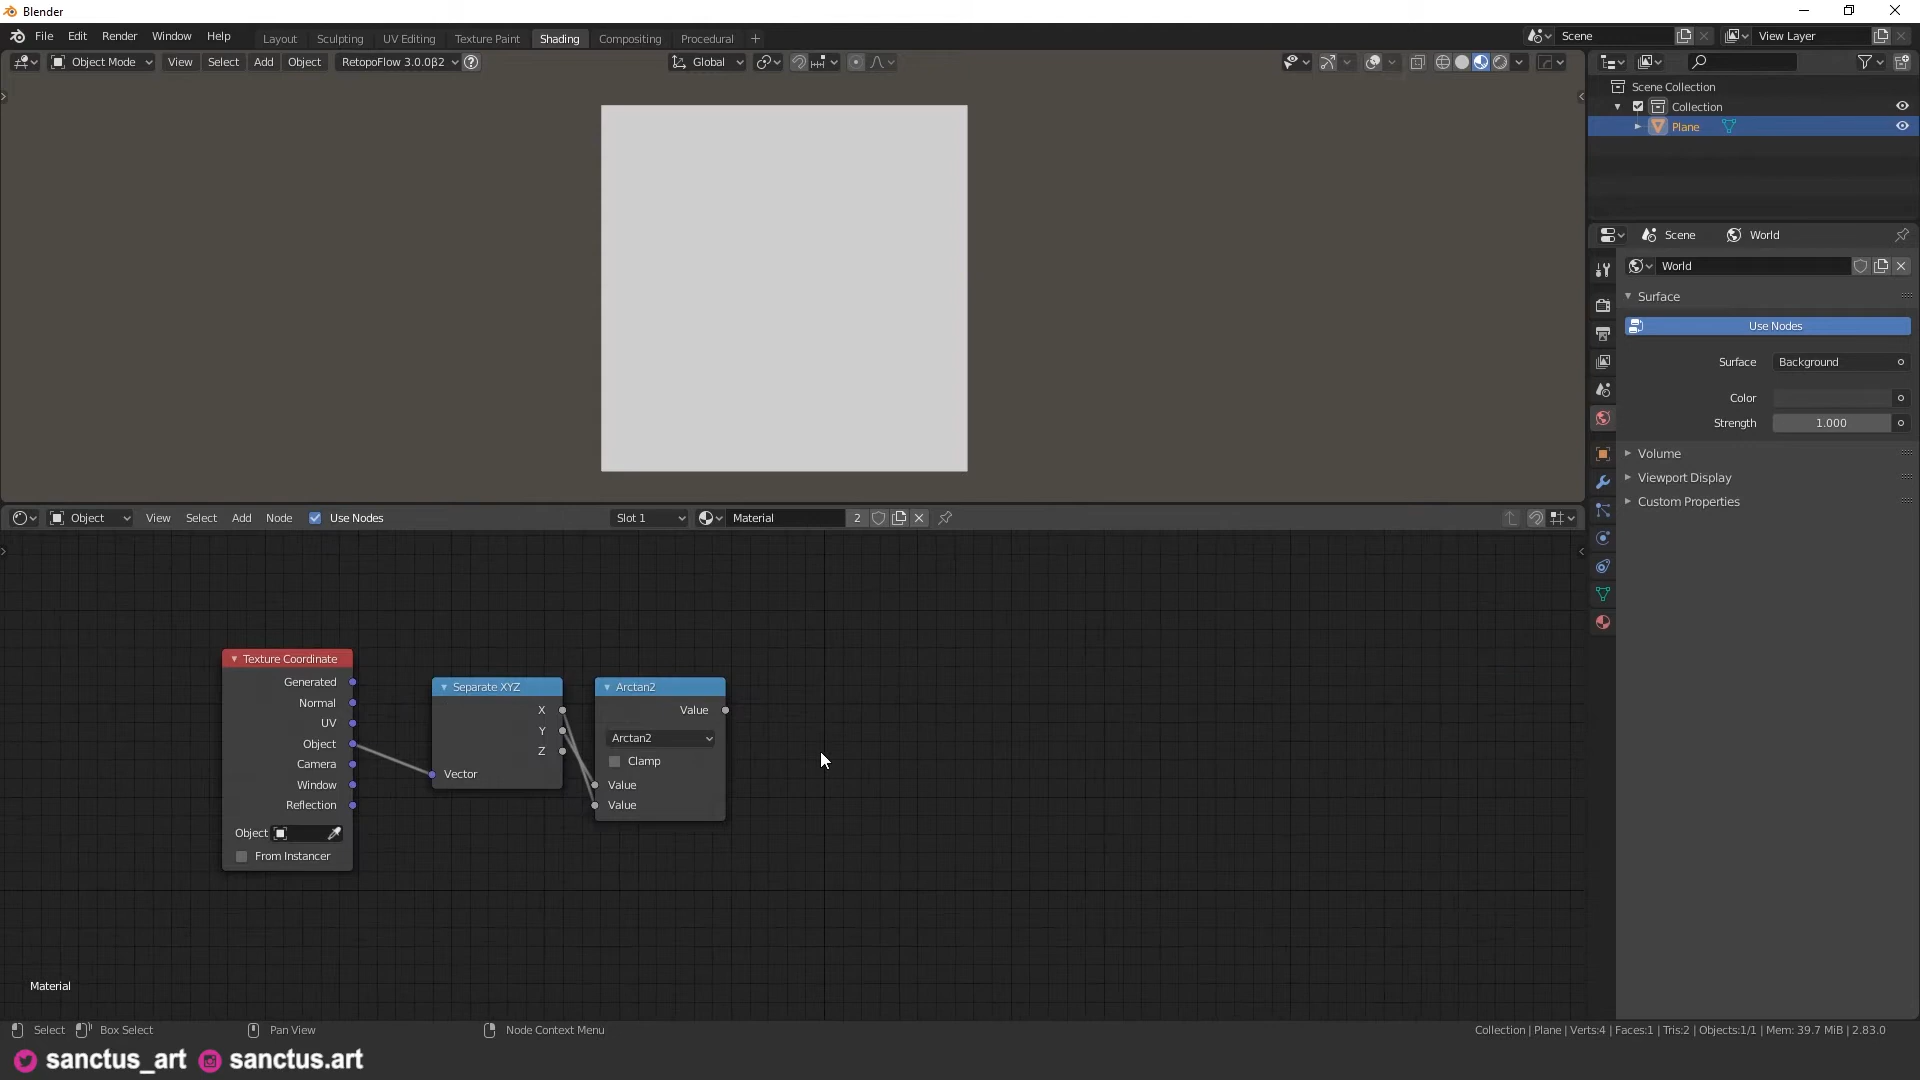 Blender
File Edit Render Window Help
Layout Sculpting UV Editing Texture Paint Shading Compositing Procedural +
Scene
View Layer
Object Mode View Select Add Object RetopoFlow 3.0.0β2
Global
Scene Collection
Collection
Plane
Scene World
World
Surface
Use Nodes
Surface Background
Color
Strength 1.000
Volume
Viewport Display
Custom Properties
Object View Select Add Node Use Nodes Slot 1 Material 2
Texture Coordinate
Generated
Normal
UV
Object
Camera
Window
Reflection
Object
From Instancer
Separate XYZ
X
Y
Z
Vector
Arctan2
Value
Arctan2
Clamp
Value
Value
Material
Select Box Select Pan View Node Context Menu
Collection | Plane | Verts:4 | Faces:1 | Tris:2 | Objects:1/1 | Mem: 39.7 MiB | 2.83.0
sanctus_art sanctus.art